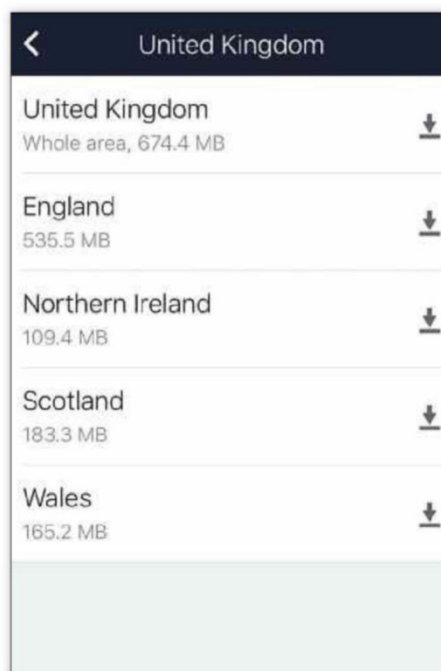 United Kingdom
United Kingdom
Whole area, 674.4 MB
England
535.5 MB
Northern Ireland
109.4 MB
Scotland
183.3 MB
Wales
165.2 MB